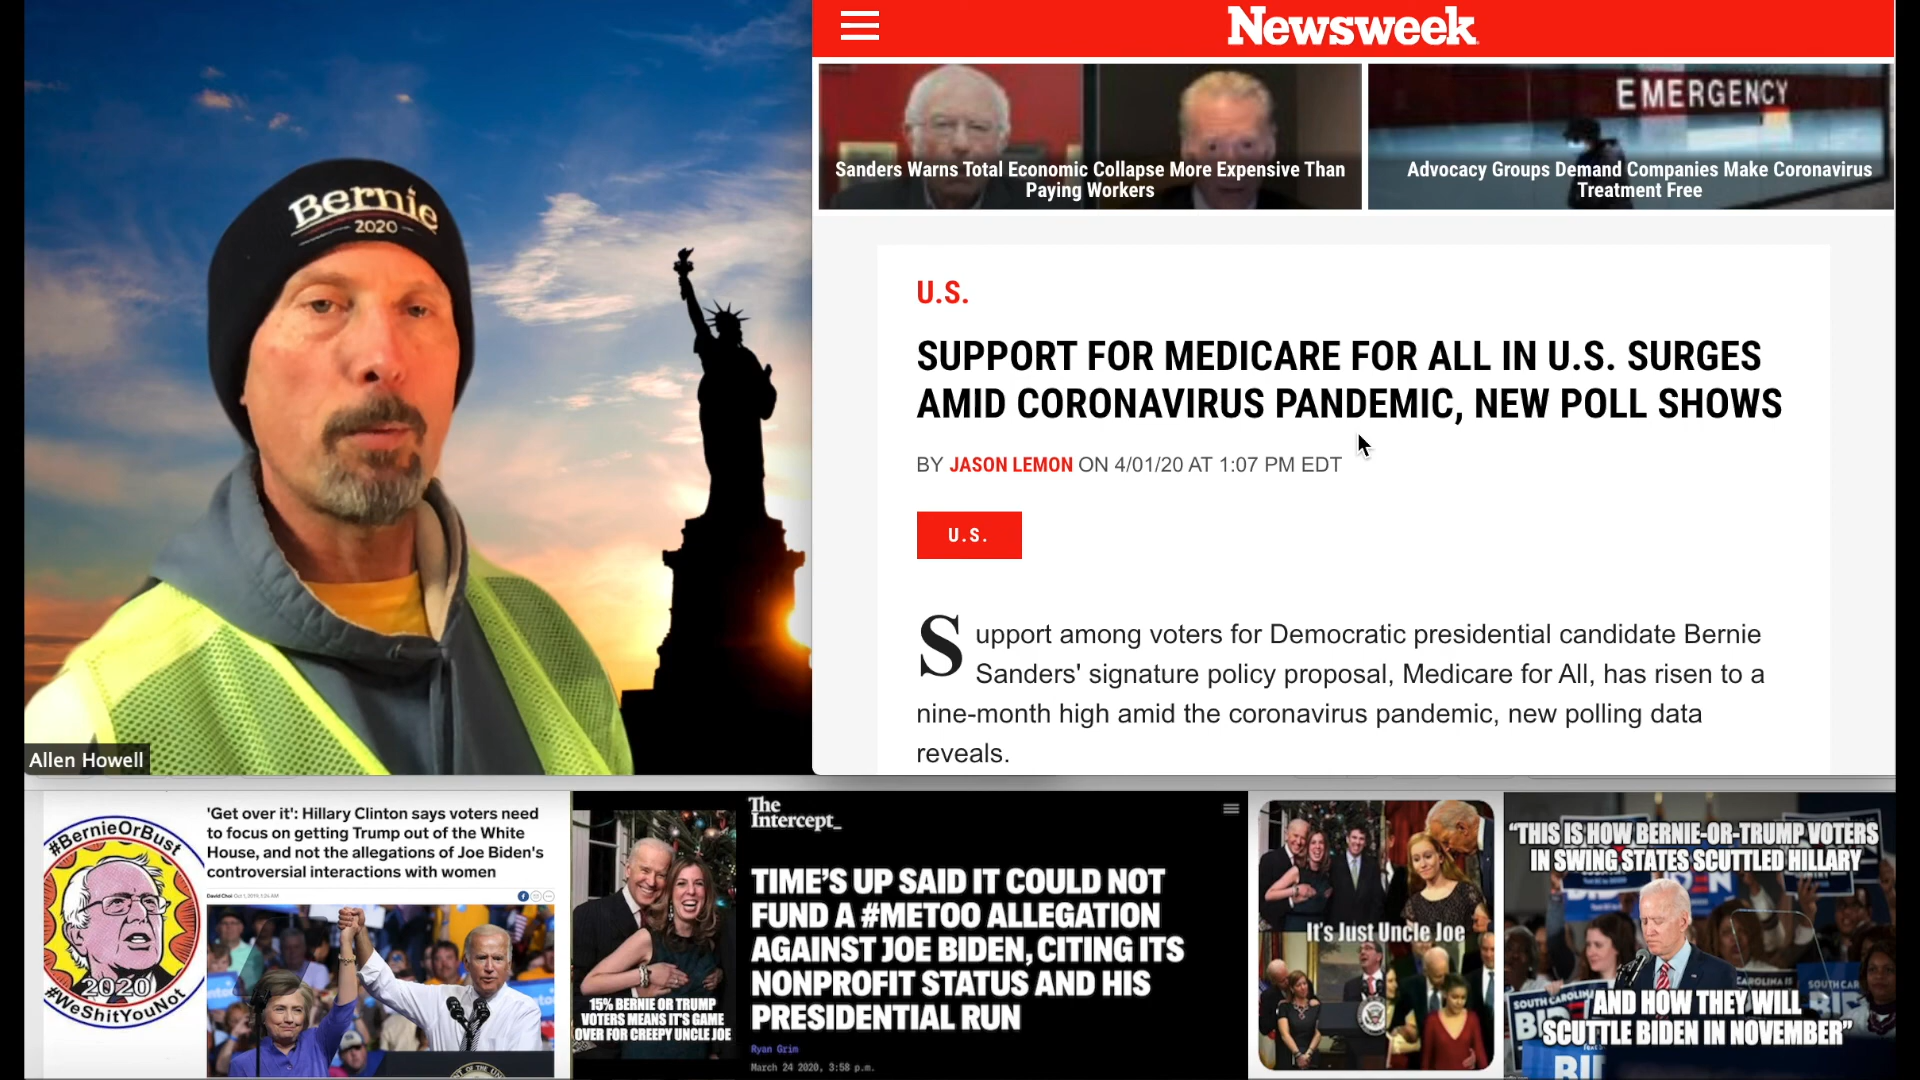 Bernie
2020
Allen Howell
Newsweek
Sanders Warns Total Economic Collapse More Expensive Than
Paying Workers
EMERGENCY
Advocacy Groups Demand Companies Make Coronavirus
Treatment Free
U.S.
SUPPORT FOR MEDICARE FOR ALL IN U.S. SURGES
AMID CORONAVIRUS PANDEMIC, NEW POLL SHOWS
BY JASON LEMON ON 4/01/20 AT 1:07 PM EDT
U.S.
Support among voters for Democratic presidential candidate Bernie
Sanders' signature policy proposal, Medicare for All, has risen to a
nine-month high amid the coronavirus pandemic, new polling data
reveals.
#BernieOrBust
2020
#WeShitYouNot
'Get over it': Hillary Clinton says voters need
to focus on getting Trump out of the White
House, and not the allegations of Joe Biden's
controversial interactions with women
15% BERNIE OR TRUMP
VOTERS MEANS IT'S GAME
OVER FOR CREEPY UNCLE JOE
The
Intercept_
TIME'S UP SAID IT COULD NOT
FUND A #METOO ALLEGATION
AGAINST JOE BIDEN, CITING ITS
NONPROFIT STATUS AND HIS
PRESIDENTIAL RUN
Ryan Grim
March 24 2020, 3:58 p.m.
It's Just Uncle Joe
"THIS IS HOW BERNIE-OR-TRUMP VOTERS
IN SWING STATES SCUTTLED HILLARY
SOUTH CAROLINA
AND HOW THEY WILL
SCUTTLE BIDEN IN NOVEMBER"